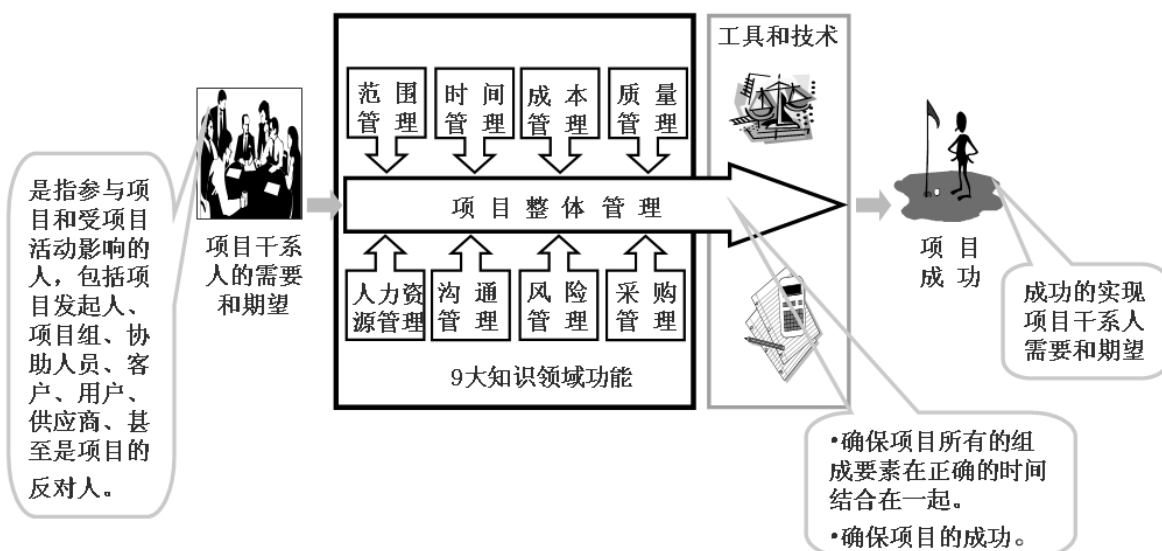 是指参与项
目和受项目
活动影响的
人，包括项
目发起人、
项目组、协
助人员、客
户、用户、
供应商、甚
至是项目的
反对人。
项目干系
人的需要
和期望
范围
管理
时间
管理
成本
管理
质量
管理
项目整体管理
人力资
源管理
沟通
管理
风险
管理
采购
管理
9大知识领域功能
工具和技术
•确保项目所有的组
成要素在正确的时间
结合在一起。
•确保项目的成功。
项目
成功
成功的实现
项目干系人
需要和期望